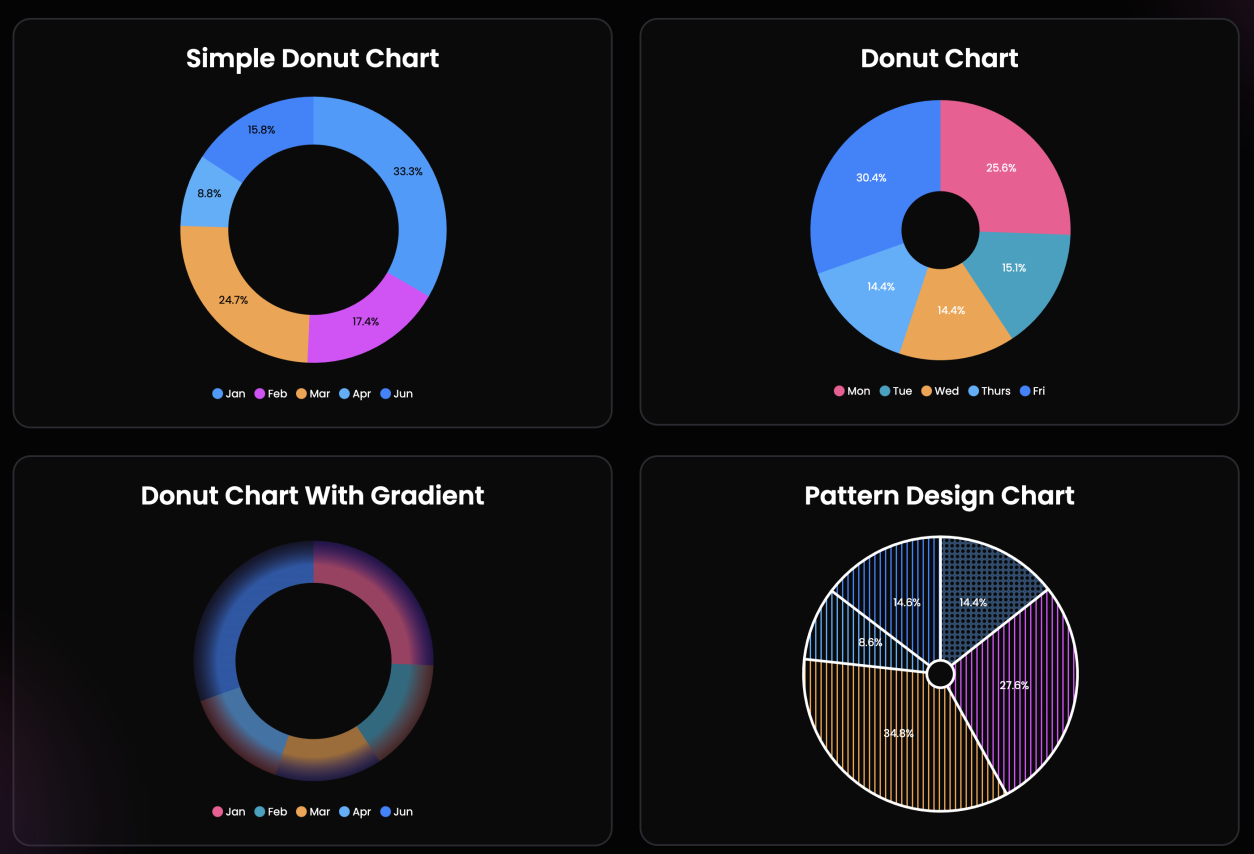 Simple Donut Chart
15.8%
33.3%
8.8%
24.7%
17.4%
Jan Feb Mar Apr Jun
Donut Chart
25.6%
30.4%
15.1%
14.4%
14.4%
Mon Tue Wed Thurs Fri
Donut Chart With Gradient
Jan Feb Mar Apr Jun
Pattern Design Chart
14.6% 14.4%
8.6%
27.6%
34.8%